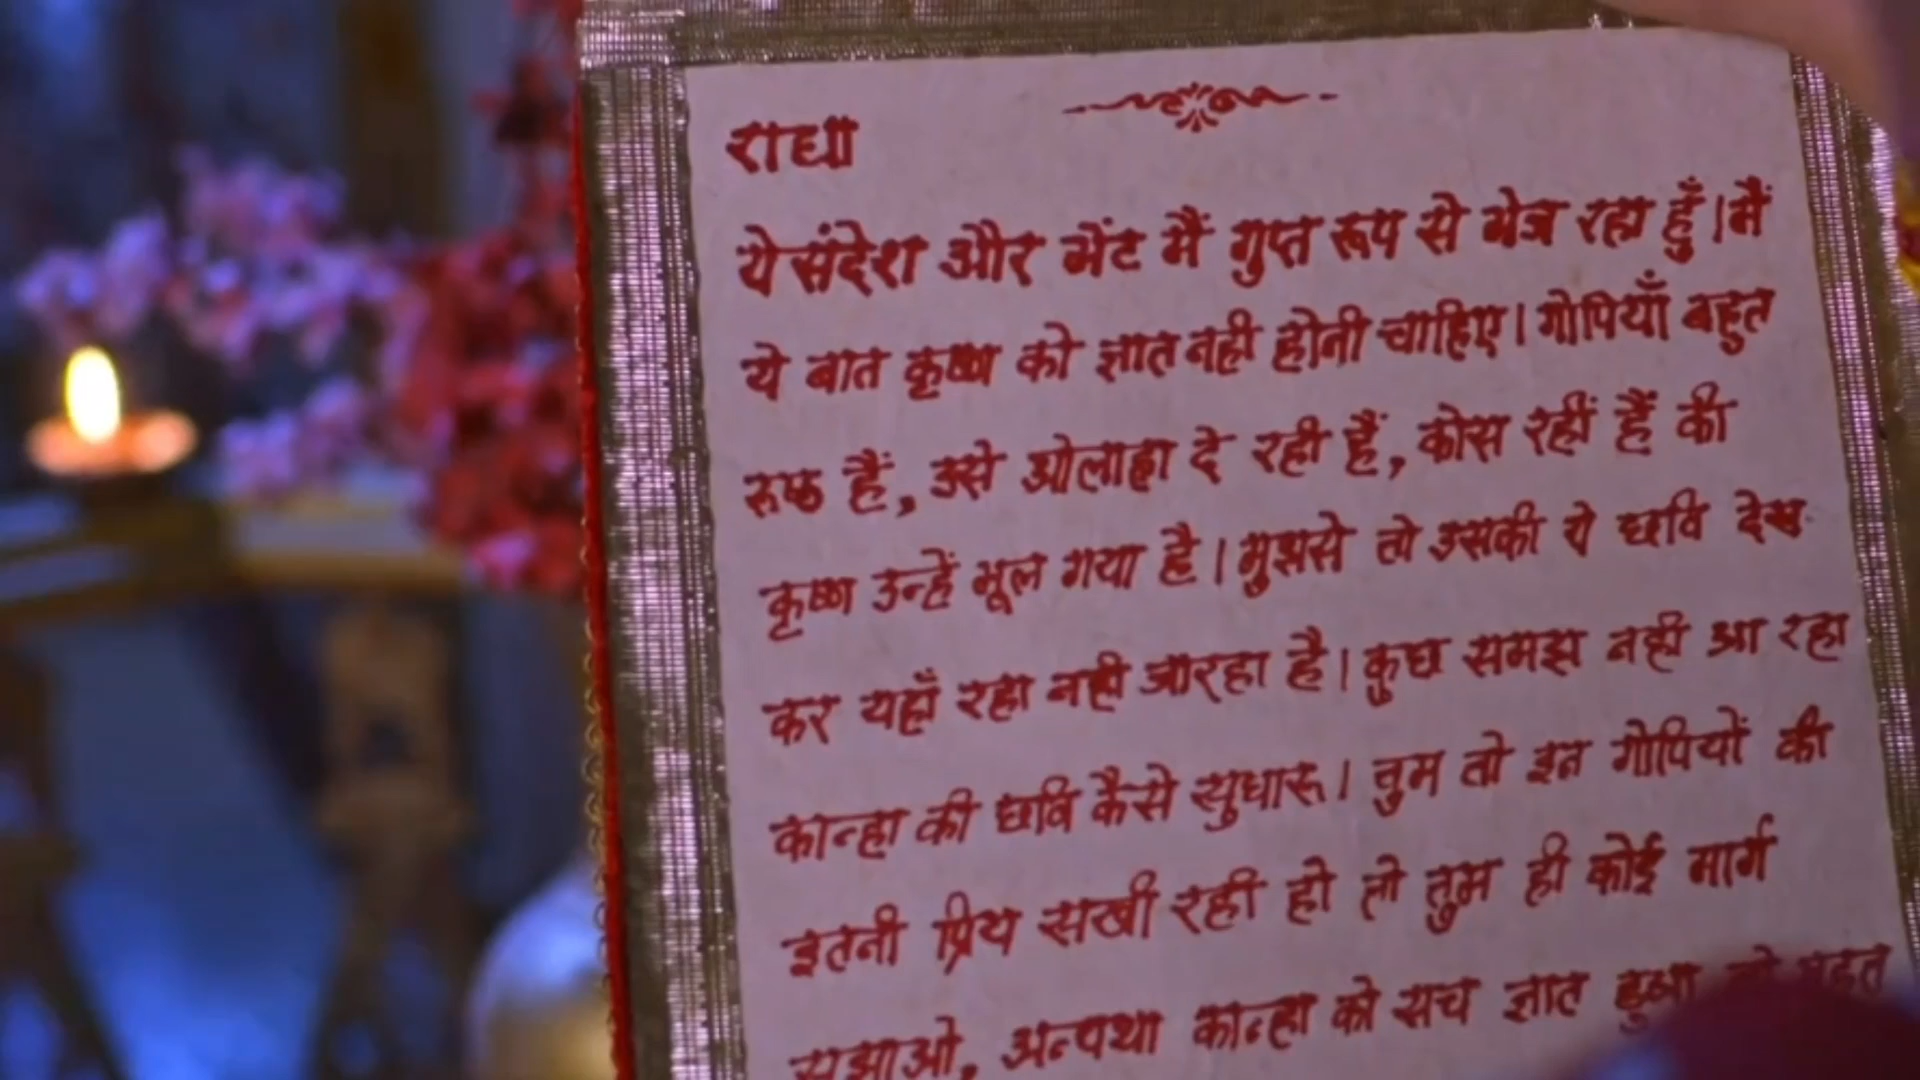 राधा
ये संदेश और भेंट मैं गुप्त रूप से भेज रहा हूँ। मैं
ये बात कृष्ण को ज्ञात नही होनी चाहिए। गोपियाँ बहुत
रुष्ठ हैं, उसे ओलाहा दे रही हैं, कोस रहीं हैं की
कृष्ण उन्हें भूल गया है। मुझसे तो उसकी ये छवि देख
कर यहाँ रहा नही जा रहा है। कुछ समझ नही आ रहा
कान्हा की छवि कैसे सुधारू। तुम तो इन गोपियों की
इतनी प्रिय सखी रही हो तो तुम ही कोई मार्ग
सुझाओ, अन्यथा कान्हा को सच ज्ञात हुआ तो